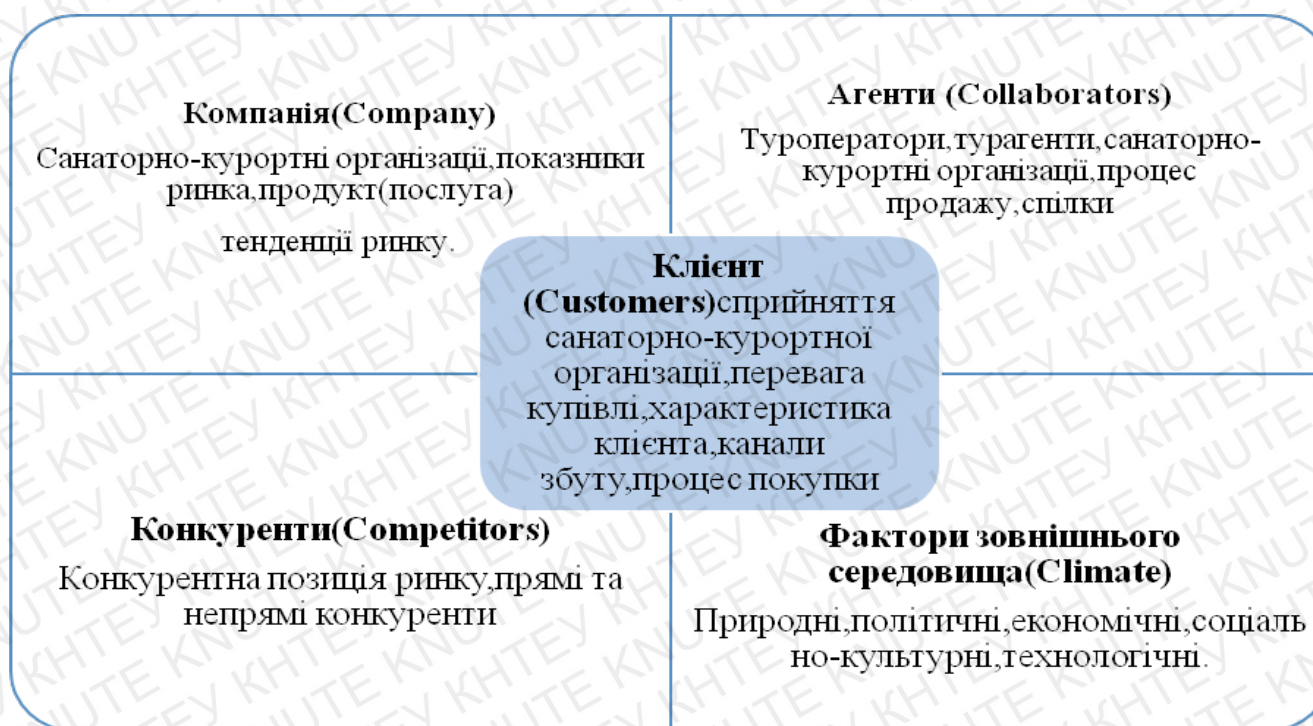 Компанія(Company)
Санаторно-курортні організації,показники
ринка,продукт(послуга)
тенденції ринку.
Агенти (Collaborators)
Туроператори,турагенти,санаторно-
курортні організації,процес
продажу,спілки
Клієнт
(Customers)сприйняття
санаторно-курортної
організації,перевага
купівлі,характеристика
клієнта,канали
збуту,процес покупки
Конкуренти(Competitors)
Конкурентна позиція ринку,прямі та
непрямі конкуренти
Фактори зовнішнього
середовища(Climate)
Природні,політичні,економічні,соціаль
но-культурні,технологічні.